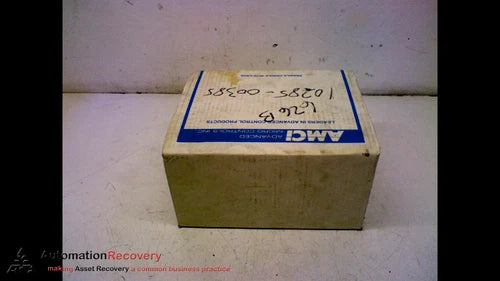 10285-00385
1626B
AMCI
ADVANCED
MICRO CONTROLS INC
LEADERS IN ADVANCED CONTROL PRODUCTS
AutomationRecovery
making Asset Recovery a common business practice